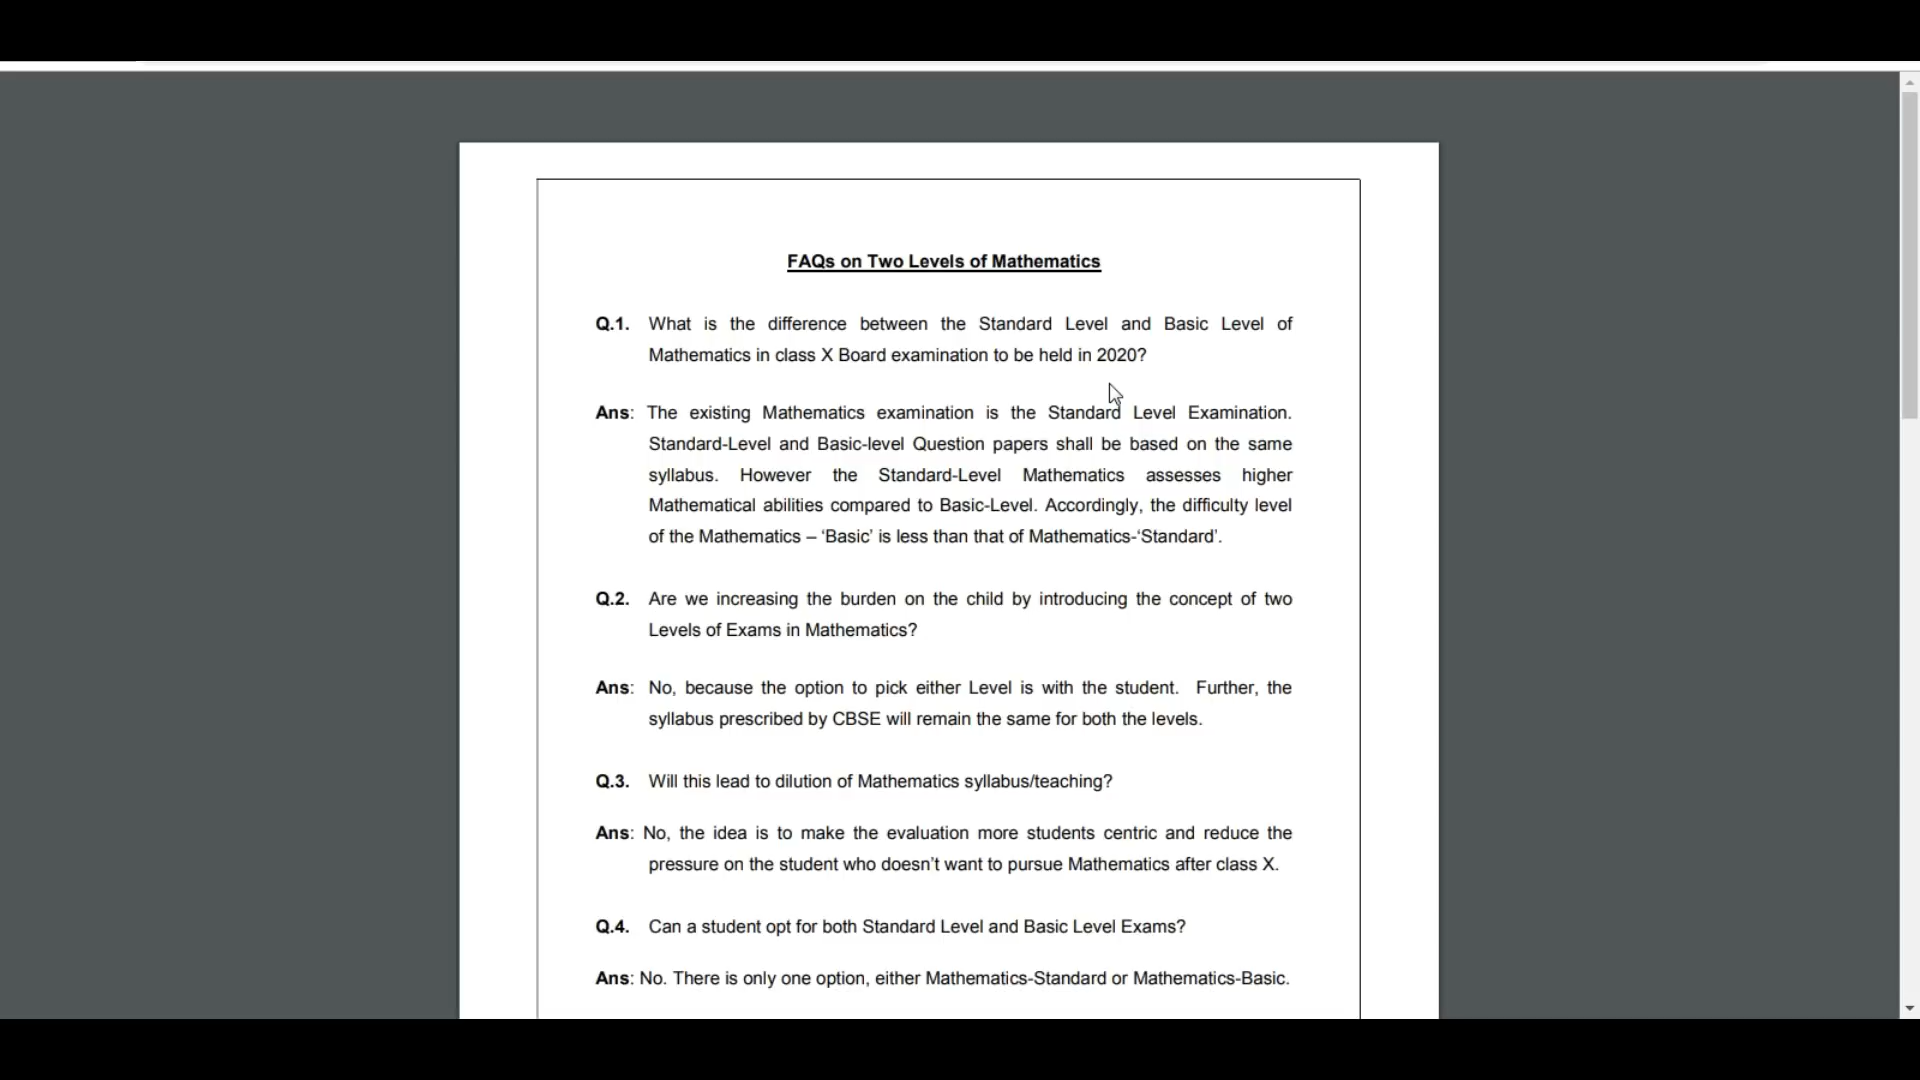 FAQs on Two Levels of Mathematics
Q.1. What is the difference between the Standard Level and Basic Level of
Mathematics in class X Board examination to be held in 2020?
Ans: The existing Mathematics examination is the Standard Level Examination.
Standard-Level and Basic-level Question papers shall be based on the same
syllabus. However the Standard-Level Mathematics assesses higher
Mathematical abilities compared to Basic-Level. Accordingly, the difficulty level
of the Mathematics – ‘Basic’ is less than that of Mathematics-‘Standard’.
Q.2. Are we increasing the burden on the child by introducing the concept of two
Levels of Exams in Mathematics?
Ans: No, because the option to pick either Level is with the student. Further, the
syllabus prescribed by CBSE will remain the same for both the levels.
Q.3. Will this lead to dilution of Mathematics syllabus/teaching?
Ans: No, the idea is to make the evaluation more students centric and reduce the
pressure on the student who doesn’t want to pursue Mathematics after class X.
Q.4. Can a student opt for both Standard Level and Basic Level Exams?
Ans: No. There is only one option, either Mathematics-Standard or Mathematics-Basic.